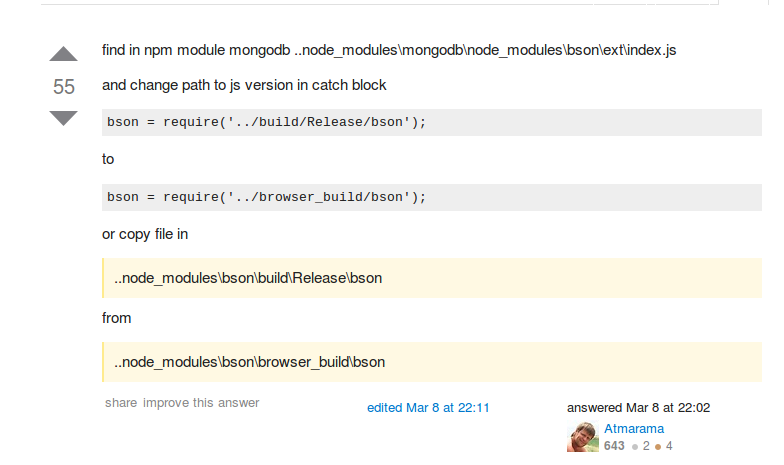 find in npm module mongodb ..node_modules\mongodb\node_modules\bson\ext\index.js
55
and change path to js version in catch block
bson = require('../build/Release/bson');
to
bson = require('../browser_build/bson');
or copy file in
..node_modules\bson\build\Release\bson
from
..node_modules\bson\browser_build\bson
share improve this answer
edited Mar 8 at 22:11
answered Mar 8 at 22:02
Atmarama
643 2 4